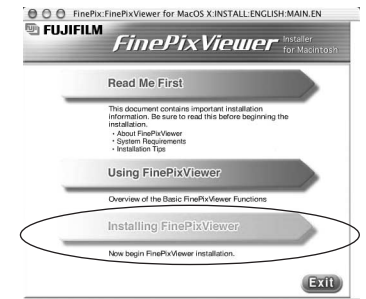 FinePix:FinePixViewer for MacOS X:INSTALL:ENGLISH:MAIN.EN
FUJIFILM
FinePixViewer Installer
for Macintosh
Read Me First
This document contains important installation
information. Be sure to read this before beginning the
installation.
· About FinePixViewer
· System Requirements
· Installation Tips
Using FinePixViewer
Overview of the Basic FinePixViewer Functions
Installing FinePixViewer
Now begin FinePixViewer installation.
Exit